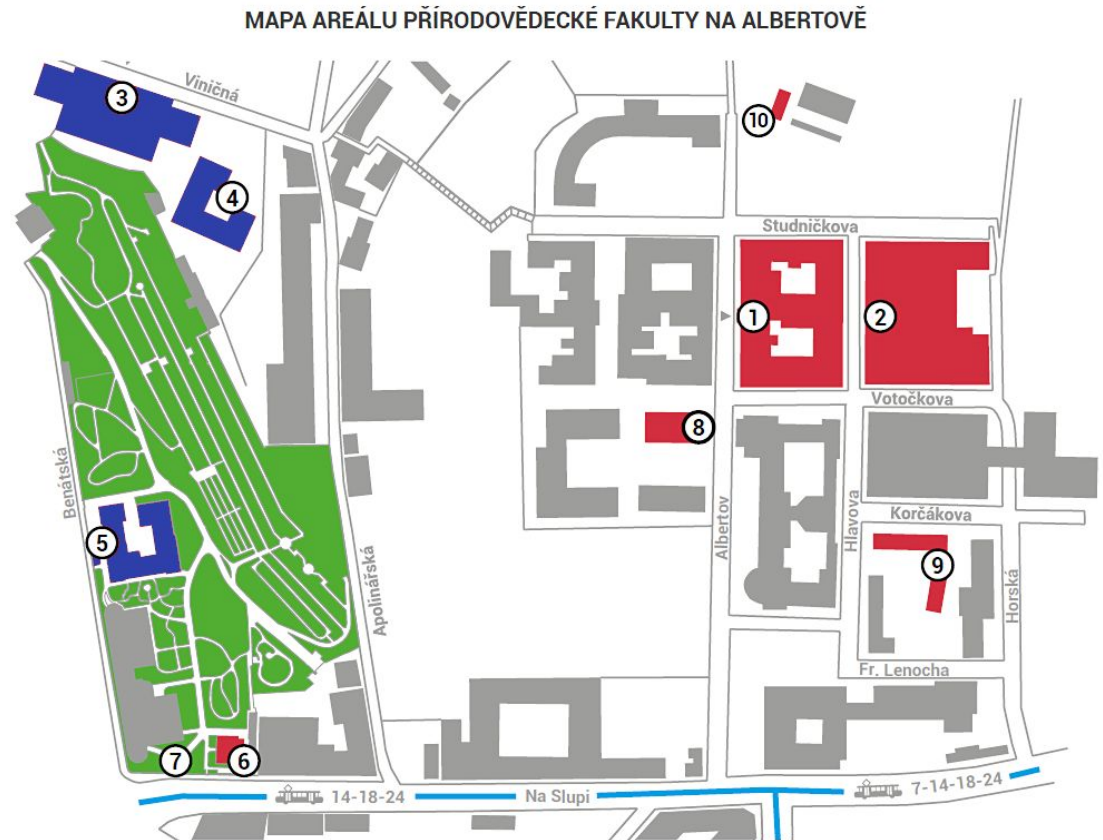 MAPA AREÁLU PŘÍRODOVĚDECKÉ FAKULTY NA ALBERTOVĚ
Viničná
3
10
4
Studničkova
1
2
Votočkova
8
Benátská
Korčákova
Albertov
Hlavova
5
9
Apolinářská
Horská
Fr. Lenocha
7
6
14-18-24
Na Slupi
7-14-18-24